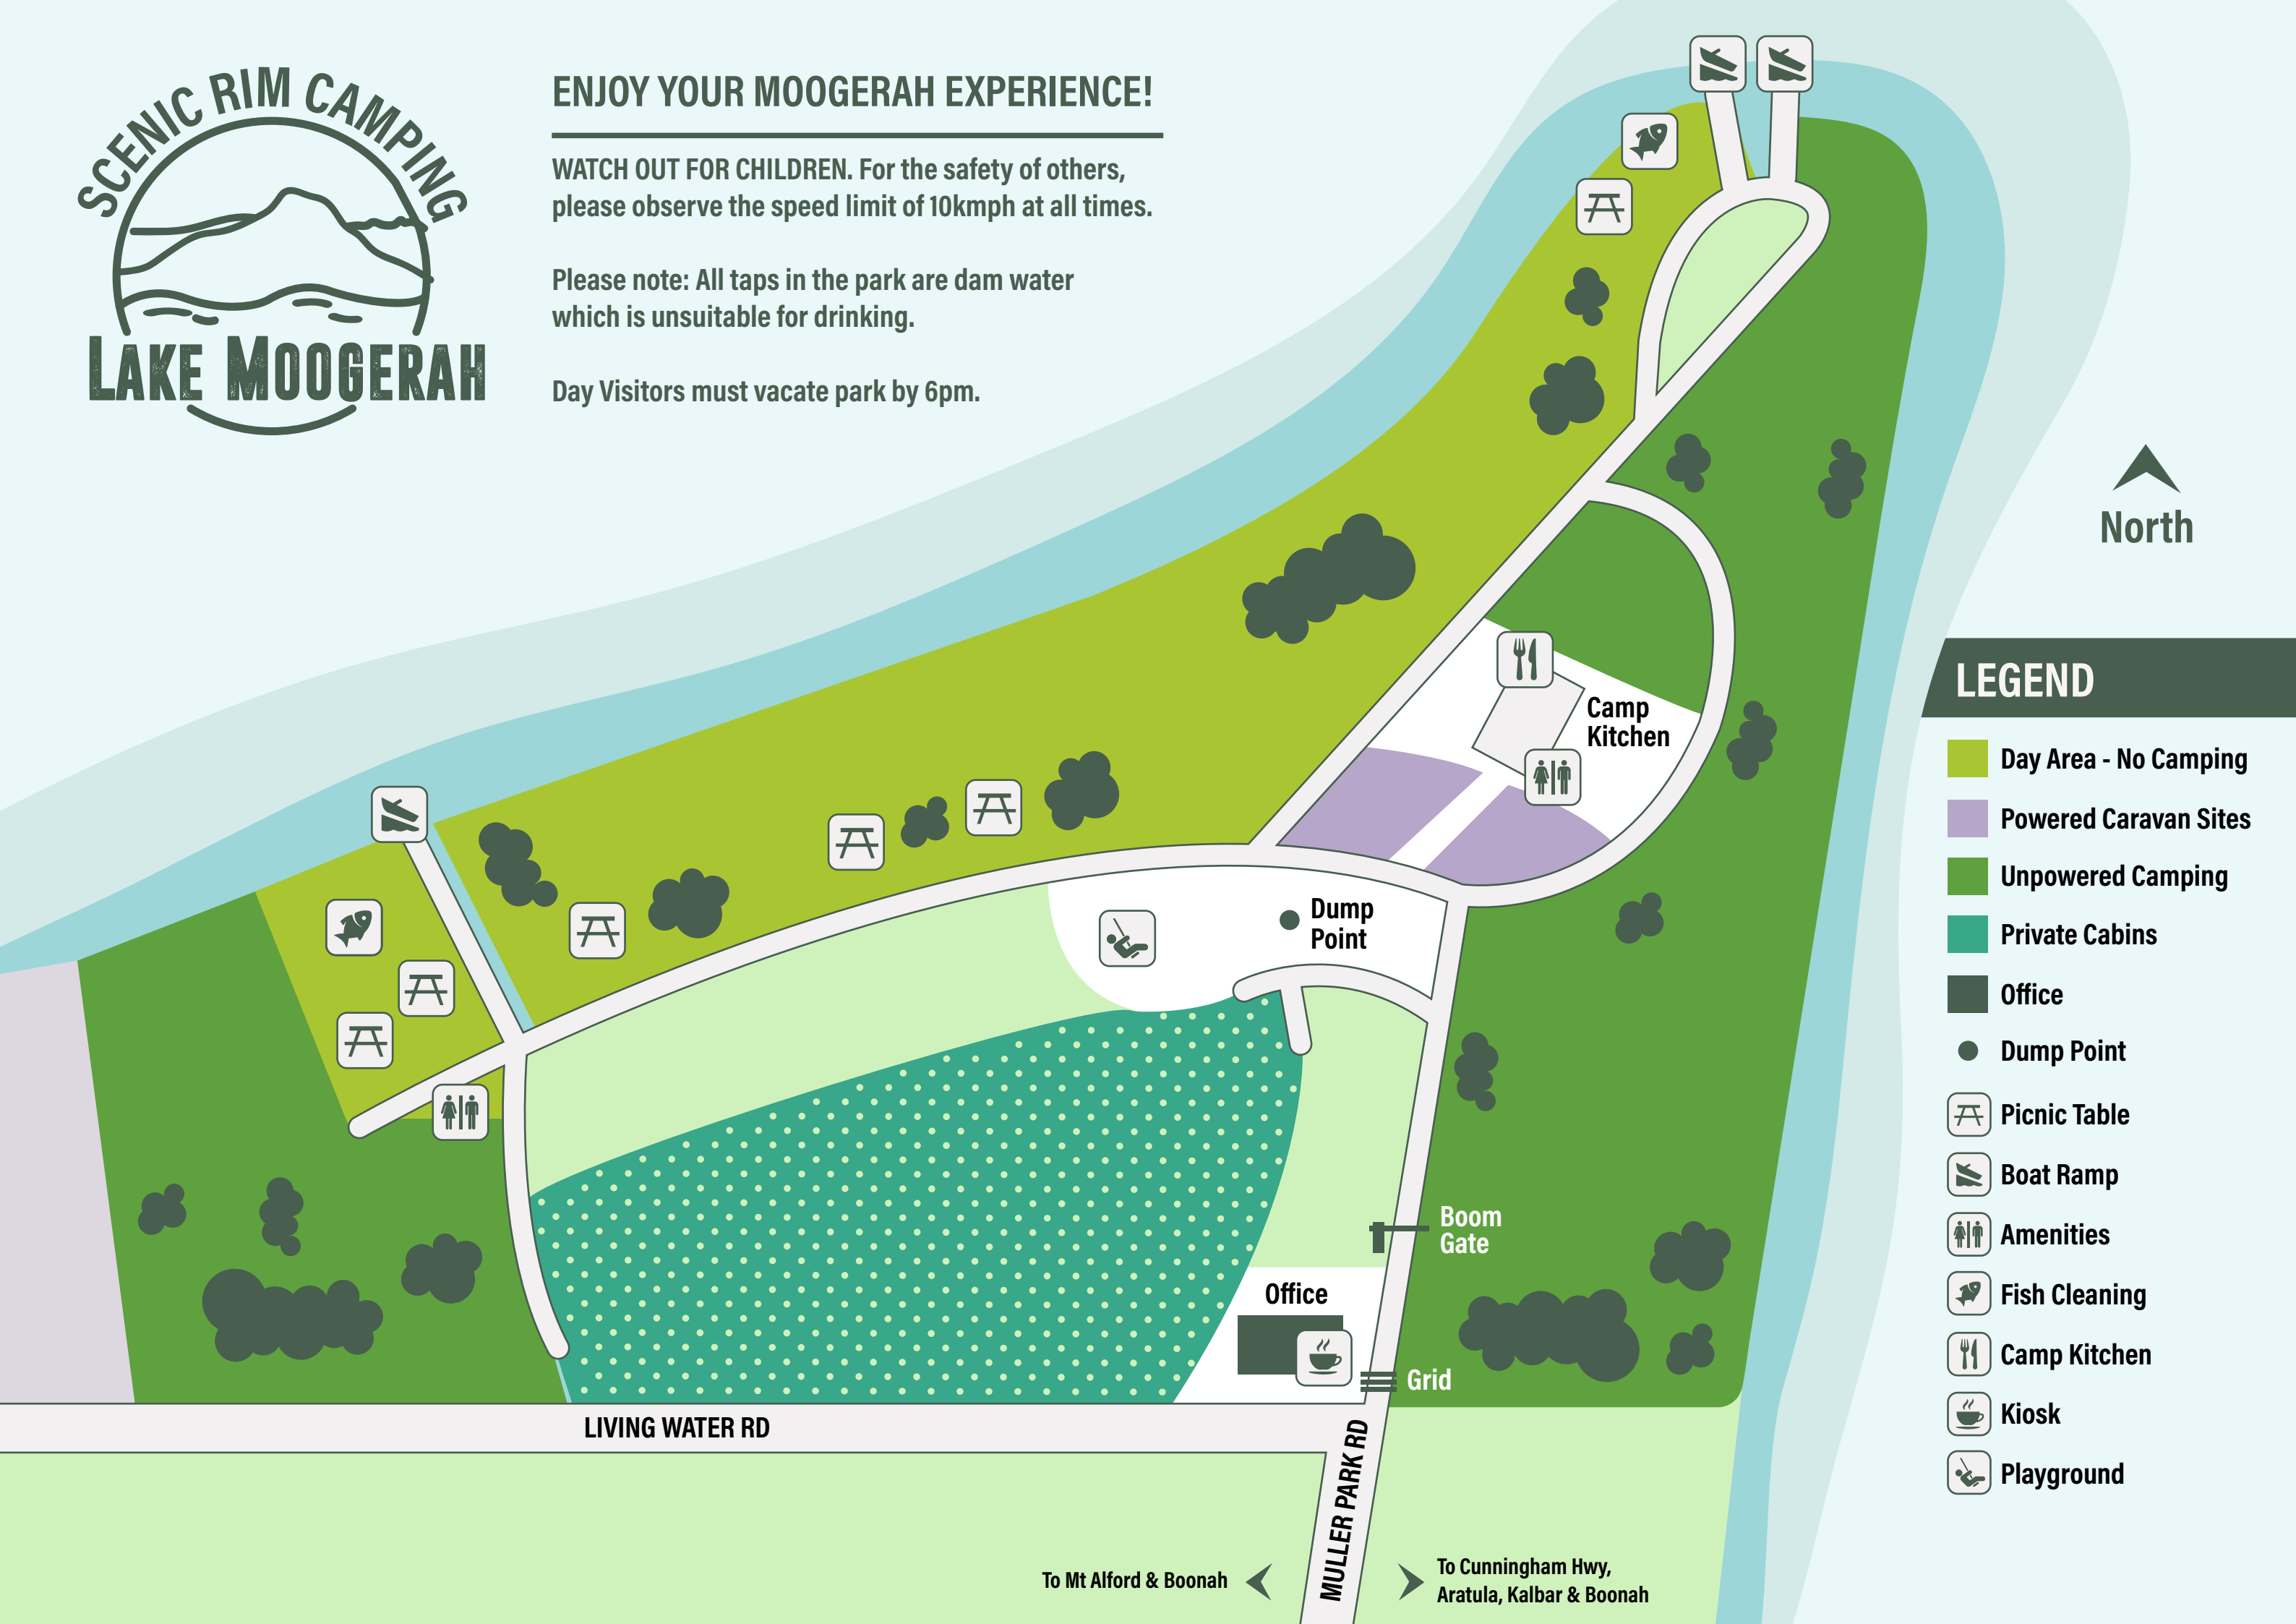 SCENIC RIM CAMPING
LAKE MOOGERAH
ENJOY YOUR MOOGERAH EXPERIENCE!
WATCH OUT FOR CHILDREN. For the safety of others,
please observe the speed limit of 10kmph at all times.
Please note: All taps in the park are dam water
which is unsuitable for drinking.
Day Visitors must vacate park by 6pm.
North
Camp
Kitchen
Dump
Point
Boom
Gate
Office
Grid
LIVING WATER RD
MULLER PARK RD
To Mt Alford & Boonah
To Cunningham Hwy,
Aratula, Kalbar & Boonah
LEGEND
Day Area - No Camping
Powered Caravan Sites
Unpowered Camping
Private Cabins
Office
Dump Point
Picnic Table
Boat Ramp
Amenities
Fish Cleaning
Camp Kitchen
Kiosk
Playground